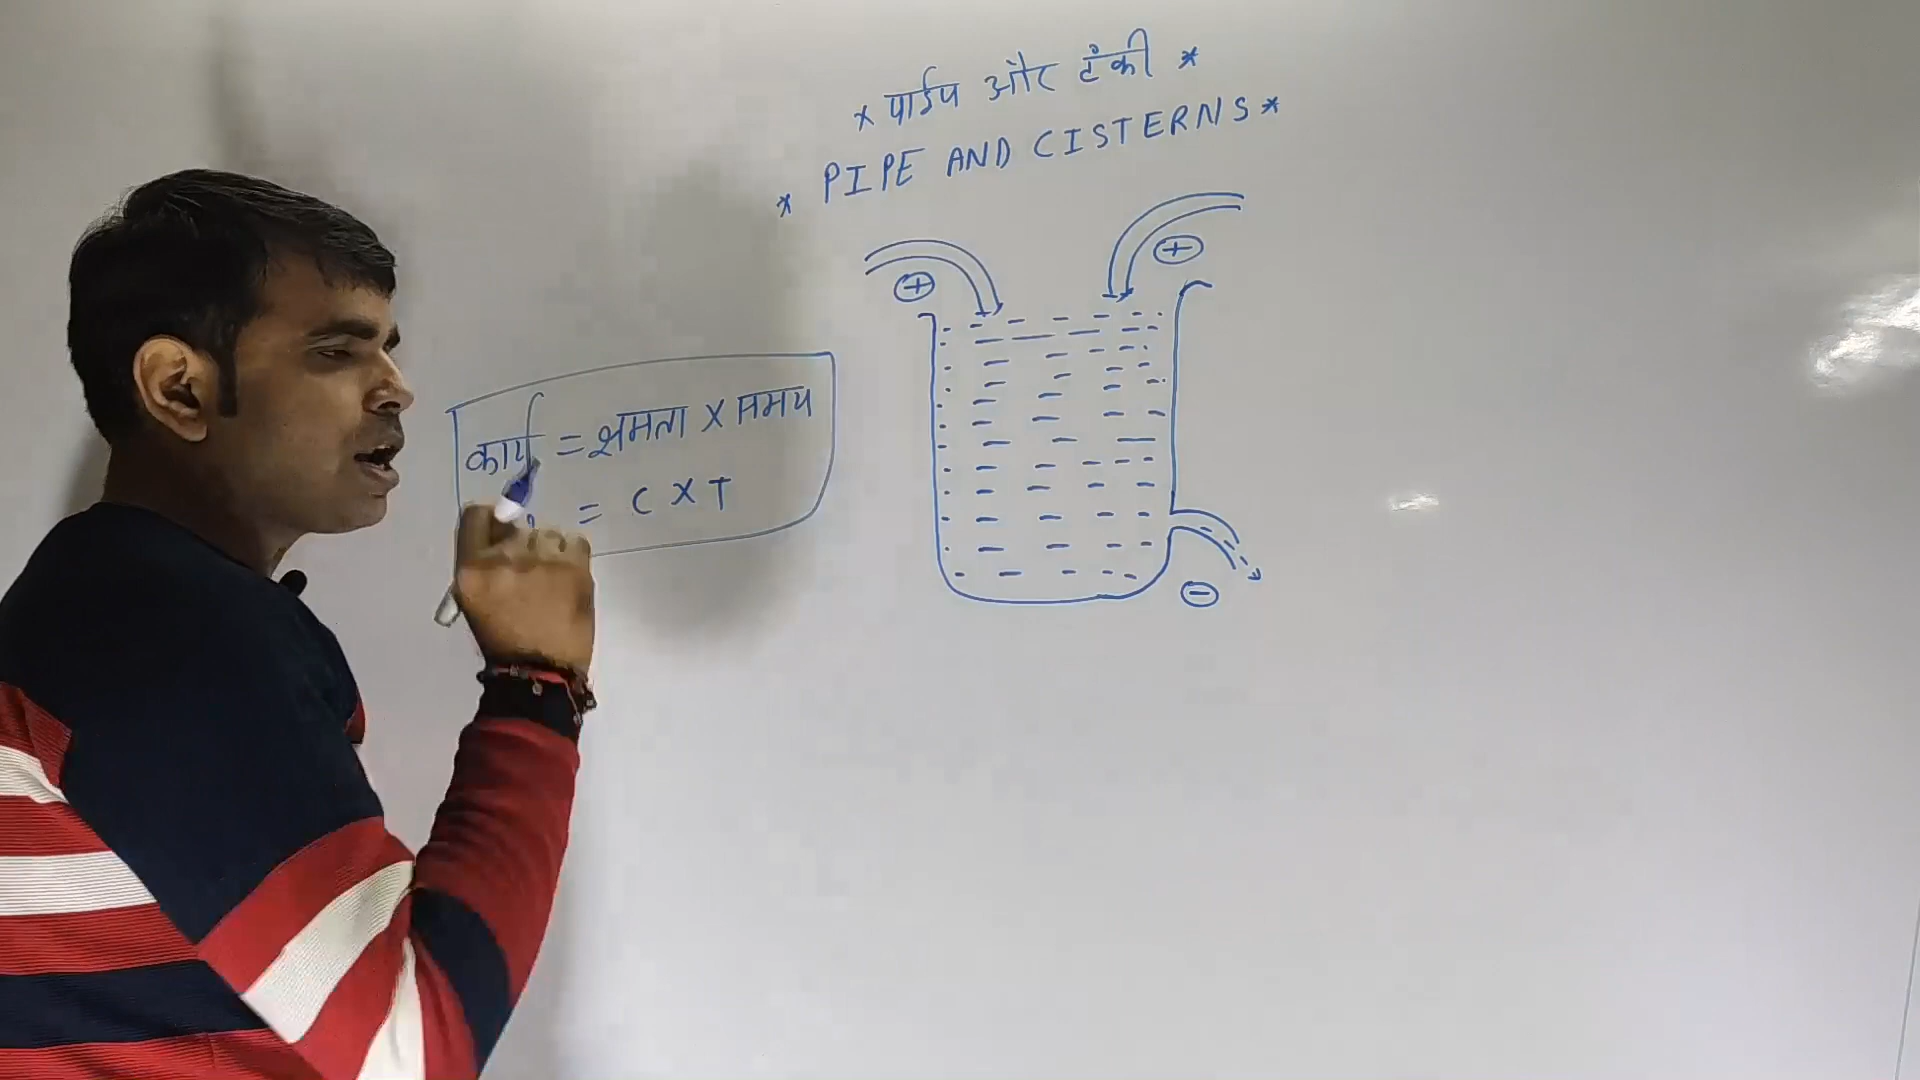 * पाईप और टंकी *
* PIPE AND CISTERNS *
+
+
कार्य = क्षमता X समय
= C X T
-